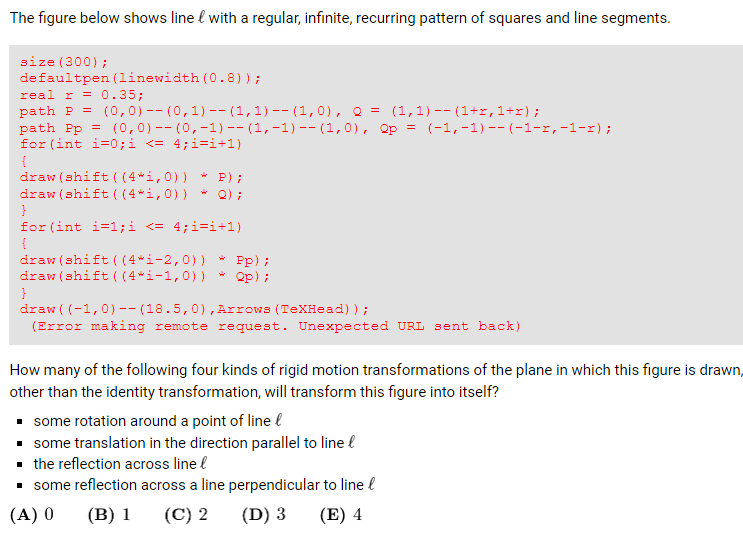 The figure below shows line ℓ with a regular, infinite, recurring pattern of squares and line segments.
size(300);
defaultpen(linewidth(0.8));
real r = 0.35;
path P = (0,0)--(0,1)--(1,1)--(1,0), Q = (1,1)--(1+r,1+r);
path Pp = (0,0)--(0,-1)--(1,-1)--(1,0), Qp = (-1,-1)--(-1-r,-1-r);
for(int i=0;i <= 4;i=i+1)
{
draw(shift((4*i,0)) * P);
draw(shift((4*i,0)) * Q);
}
for(int i=1;i <= 4;i=i+1)
{
draw(shift((4*i-2,0)) * Pp);
draw(shift((4*i-1,0)) * Qp);
}
draw((-1,0)--(18.5,0),Arrows(TeXHead));
(Error making remote request. Unexpected URL sent back)
How many of the following four kinds of rigid motion transformations of the plane in which this figure is drawn,
other than the identity transformation, will transform this figure into itself?
▪ some rotation around a point of line ℓ
▪ some translation in the direction parallel to line ℓ
▪ the reflection across line ℓ
▪ some reflection across a line perpendicular to line ℓ
(A) 0 (B) 1 (C) 2 (D) 3 (E) 4